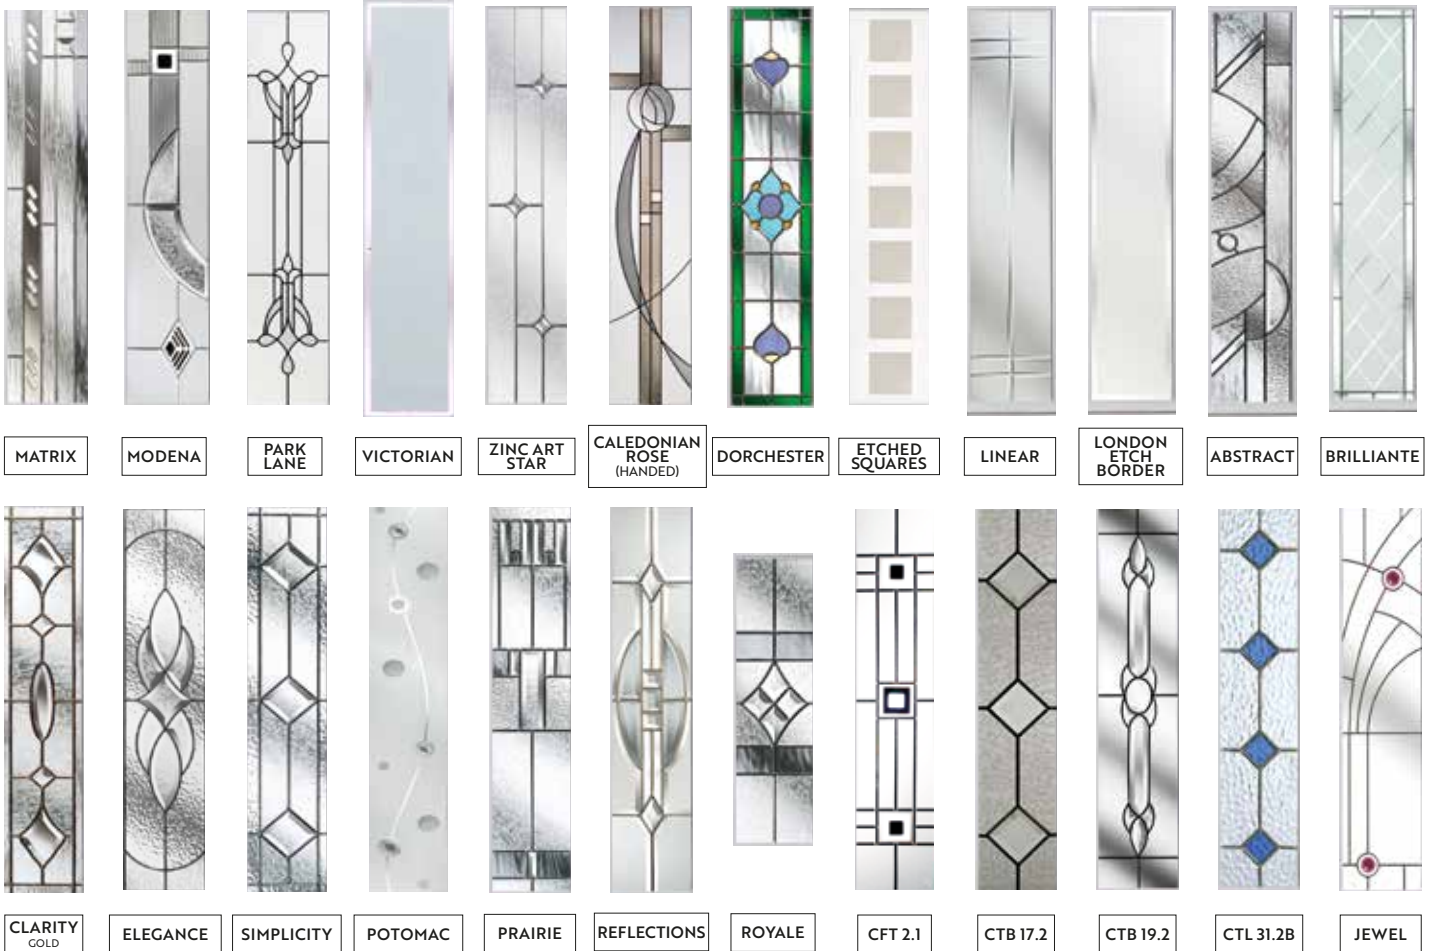 MATRIX
MODENA
PARK
LANE
VICTORIAN
ZINC ART
STAR
CALEDONIAN
ROSE
(HANDED)
DORCHESTER
ETCHED
SQUARES
LINEAR
LONDON
ETCH
BORDER
ABSTRACT
BRILLIANTE
CLARITY
GOLD
ELEGANCE
SIMPLICITY
POTOMAC
PRAIRIE
REFLECTIONS
ROYALE
CFT 2.1
CTB 17.2
CTB 19.2
CTL 31.2B
JEWEL